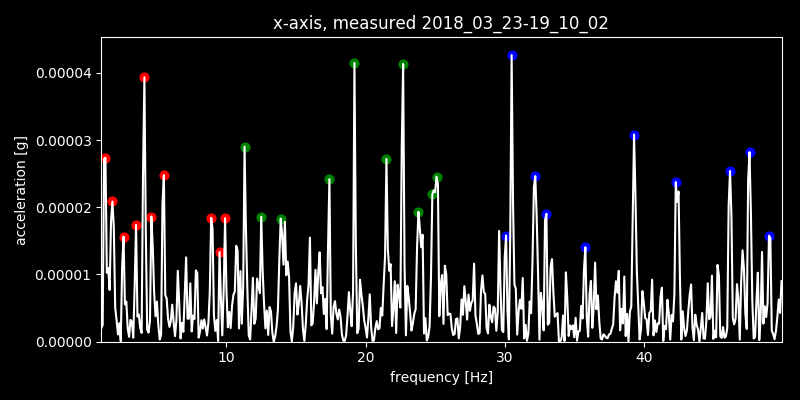 x-axis, measured 2018_03_23-19_10_02
acceleration [g]
0.00004
0.00003
0.00002
0.00001
0.00000
10 20 30 40
frequency [Hz]